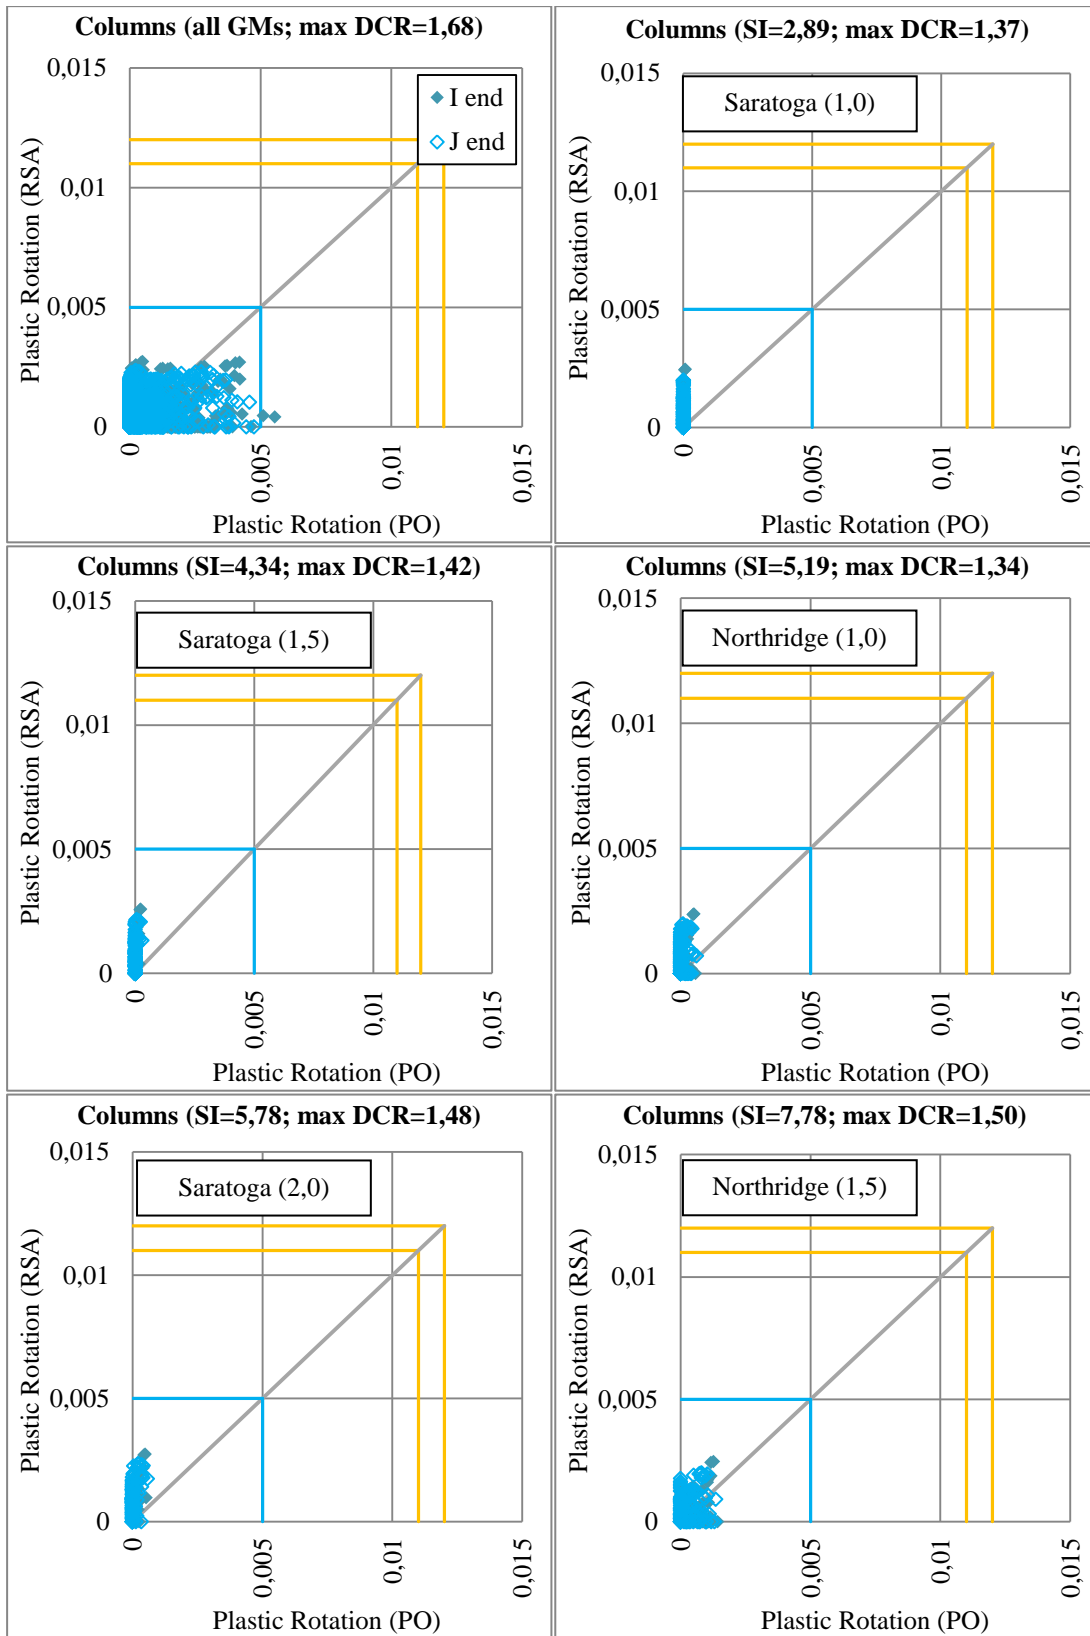 Columns (all GMs; max DCR=1,68)
0,015
0,01
0,005
0
Plastic Rotation (RSA)
I end
J end
0
0,005
0,01
0,015
Plastic Rotation (PO)
Columns (SI=2,89; max DCR=1,37)
Saratoga (1,0)
0,015
0,01
0,005
0
Plastic Rotation (RSA)
0
0,005
0,01
0,015
Plastic Rotation (PO)
Columns (SI=4,34; max DCR=1,42)
Saratoga (1,5)
0,015
0,01
0,005
0
Plastic Rotation (RSA)
0
0,005
0,01
0,015
Plastic Rotation (PO)
Columns (SI=5,19; max DCR=1,34)
Northridge (1,0)
0,015
0,01
0,005
0
Plastic Rotation (RSA)
0
0,005
0,01
0,015
Plastic Rotation (PO)
Columns (SI=5,78; max DCR=1,48)
Saratoga (2,0)
0,015
0,01
0,005
0
Plastic Rotation (RSA)
0
0,005
0,01
0,015
Plastic Rotation (PO)
Columns (SI=7,78; max DCR=1,50)
Northridge (1,5)
0,015
0,01
0,005
0
Plastic Rotation (RSA)
0
0,005
0,01
0,015
Plastic Rotation (PO)